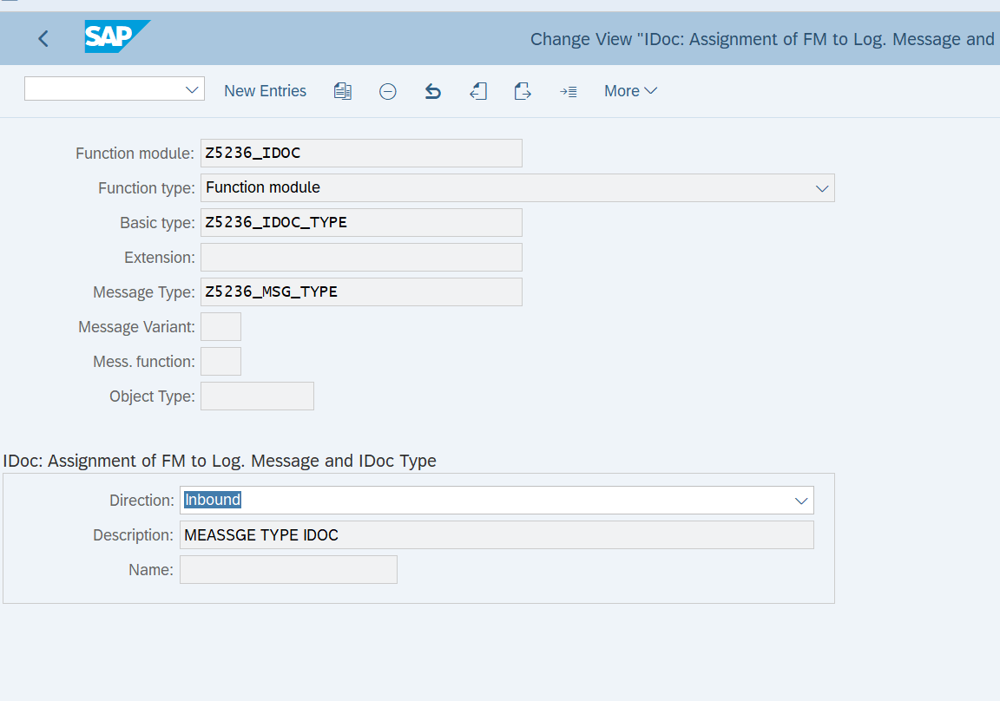 SAP
Change View "IDoc: Assignment of FM to Log. Message and
New Entries
More
Function module: Z5236_IDOC
Function type: Function module
Basic type: Z5236_IDOC_TYPE
Extension:
Message Type: Z5236_MSG_TYPE
Message Variant:
Mess. function:
Object Type:
IDoc: Assignment of FM to Log. Message and IDoc Type
Direction: Inbound
Description: MEASSGE TYPE IDOC
Name: